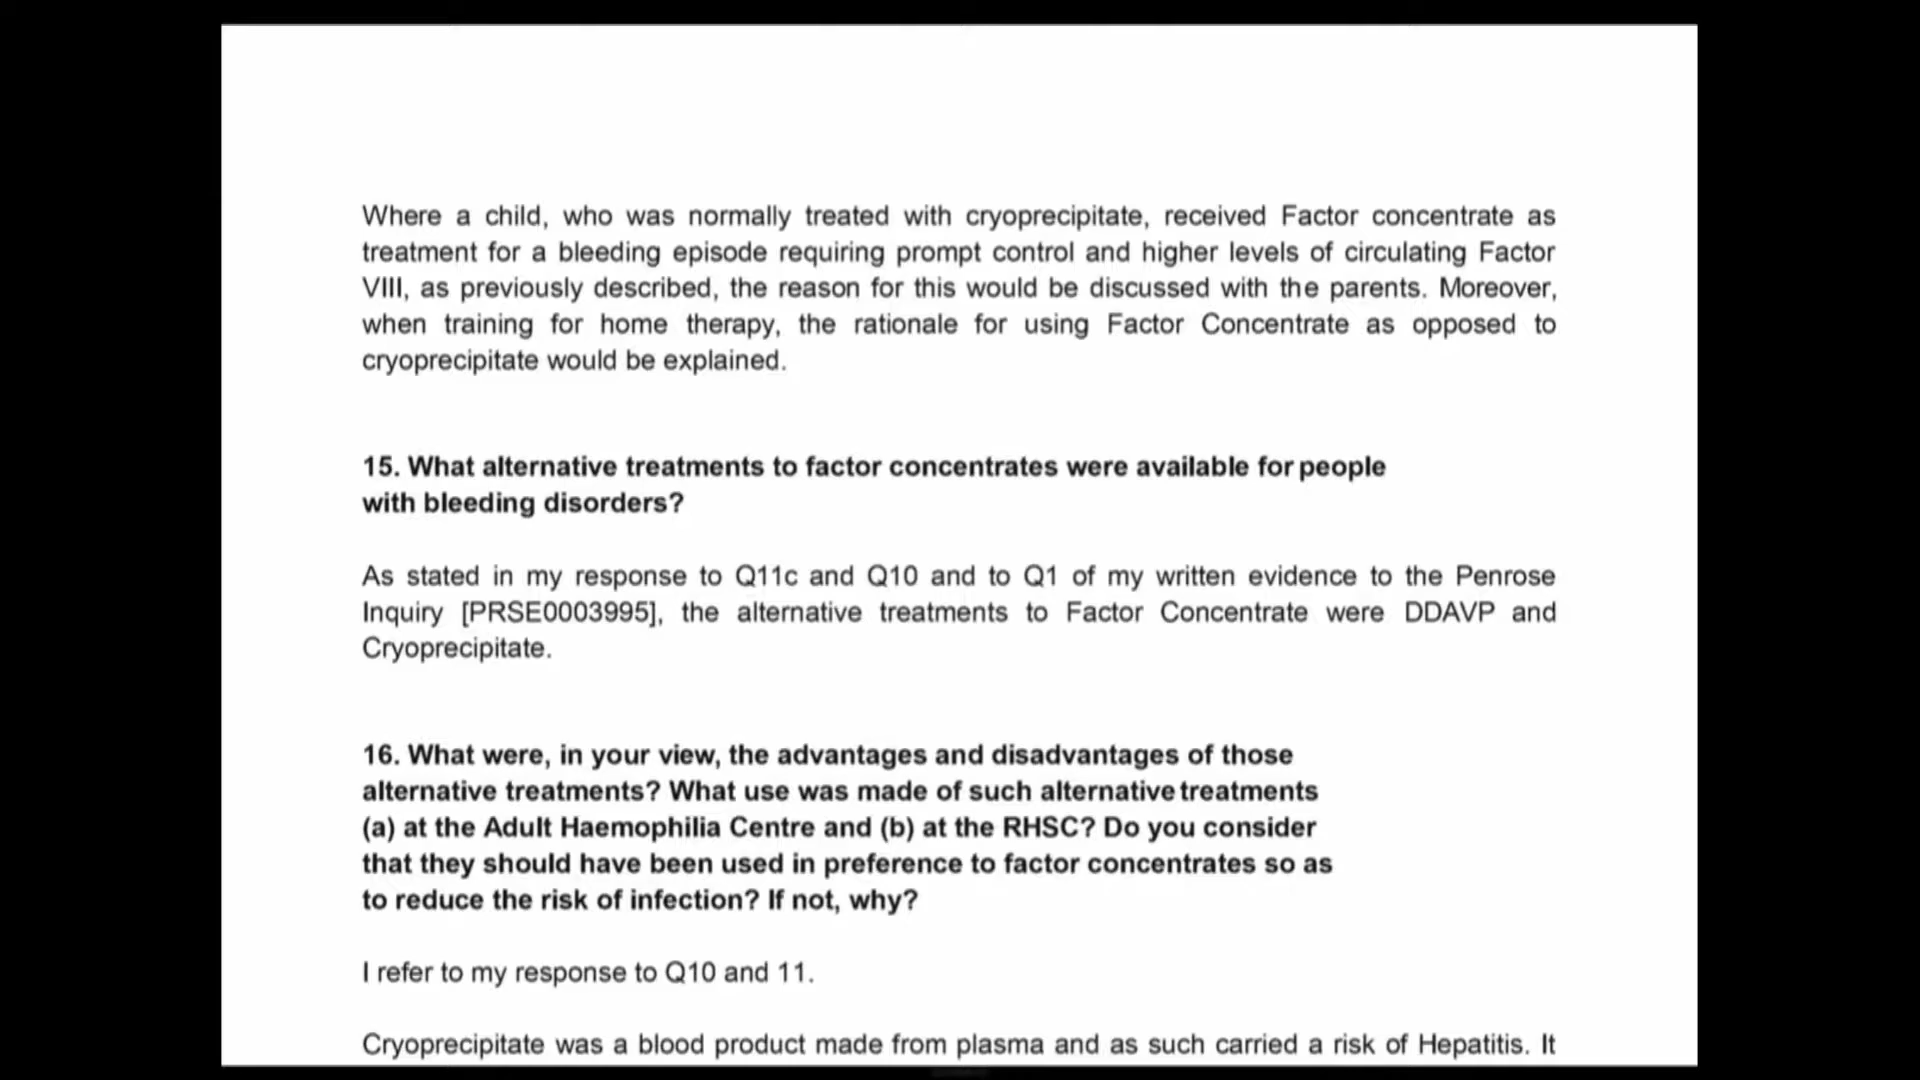 Where a child, who was normally treated with cryoprecipitate, received Factor concentrate as
treatment for a bleeding episode requiring prompt control and higher levels of circulating Factor
VIII, as previously described, the reason for this would be discussed with the parents. Moreover,
when training for home therapy, the rationale for using Factor Concentrate as opposed to
cryoprecipitate would be explained.
15. What alternative treatments to factor concentrates were available for people
with bleeding disorders?
As stated in my response to Q11c and Q10 and to Q1 of my written evidence to the Penrose
Inquiry [PRSE0003995], the alternative treatments to Factor Concentrate were DDAVP and
Cryoprecipitate.
16. What were, in your view, the advantages and disadvantages of those
alternative treatments? What use was made of such alternative treatments
(a) at the Adult Haemophilia Centre and (b) at the RHSC? Do you consider
that they should have been used in preference to factor concentrates so as
to reduce the risk of infection? If not, why?
I refer to my response to Q10 and 11.
Cryoprecipitate was a blood product made from plasma and as such carried a risk of Hepatitis. It